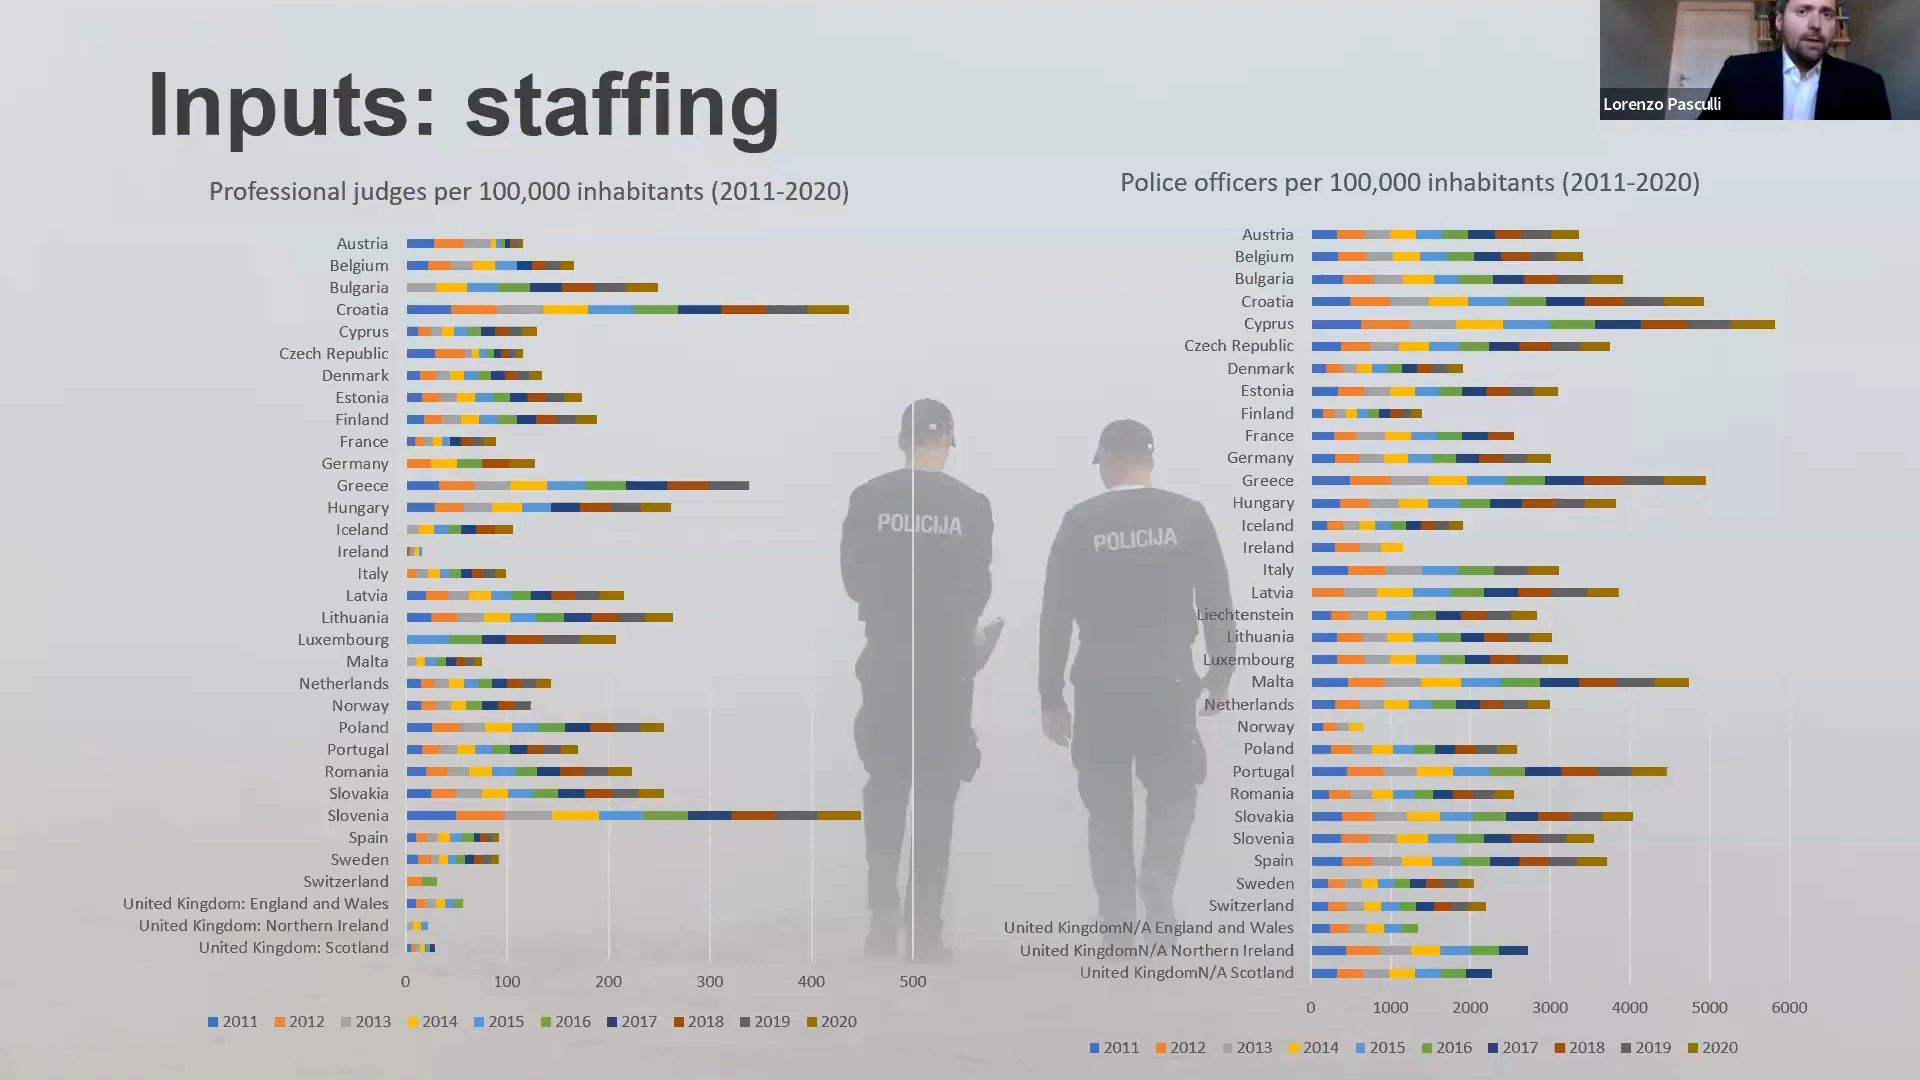 Inputs: staffing
Lorenzo Pasculli
Professional judges per 100,000 inhabitants (2011-2020)
Austria
Belgium
Bulgaria
Croatia
Cyprus
Czech Republic
Denmark
Estonia
Finland
France
Germany
Greece
Hungary
Iceland
Ireland
Italy
Latvia
Lithuania
Luxembourg
Malta
Netherlands
Norway
Poland
Portugal
Romania
Slovakia
Slovenia
Spain
Sweden
Switzerland
United Kingdom: England and Wales
United Kingdom: Northern Ireland
United Kingdom: Scotland
0 100 200 300 400 500
2011 2012 2013 2014 2015 2016 2017 2018 2019 2020
POLICIJA
POLICIJA
Police officers per 100,000 inhabitants (2011-2020)
Austria
Belgium
Bulgaria
Croatia
Cyprus
Czech Republic
Denmark
Estonia
Finland
France
Germany
Greece
Hungary
Iceland
Ireland
Italy
Latvia
Liechtenstein
Lithuania
Luxembourg
Malta
Netherlands
Norway
Poland
Portugal
Romania
Slovakia
Slovenia
Spain
Sweden
Switzerland
United KingdomN/A England and Wales
United KingdomN/A Northern Ireland
United KingdomN/A Scotland
0 1000 2000 3000 4000 5000 6000
2011 2012 2013 2014 2015 2016 2017 2018 2019 2020